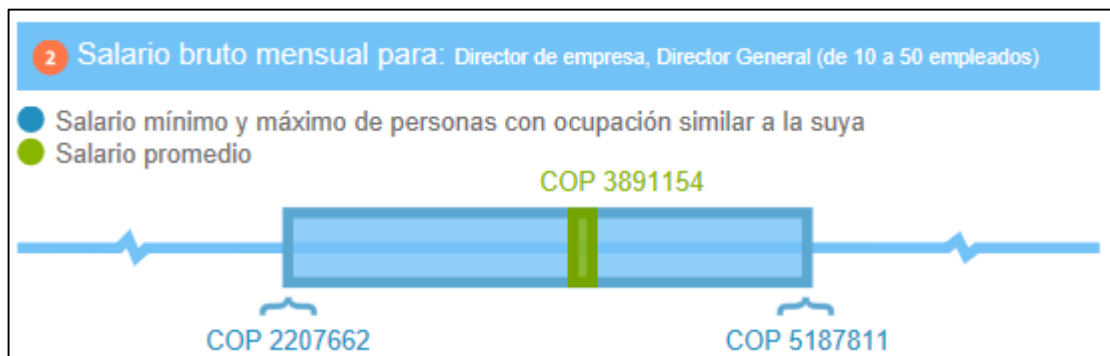 2 Salario bruto mensual para: Director de empresa, Director General (de 10 a 50 empleados)
Salario mínimo y máximo de personas con ocupación similar a la suya
Salario promedio
COP 3891154
COP 2207662 COP 5187811